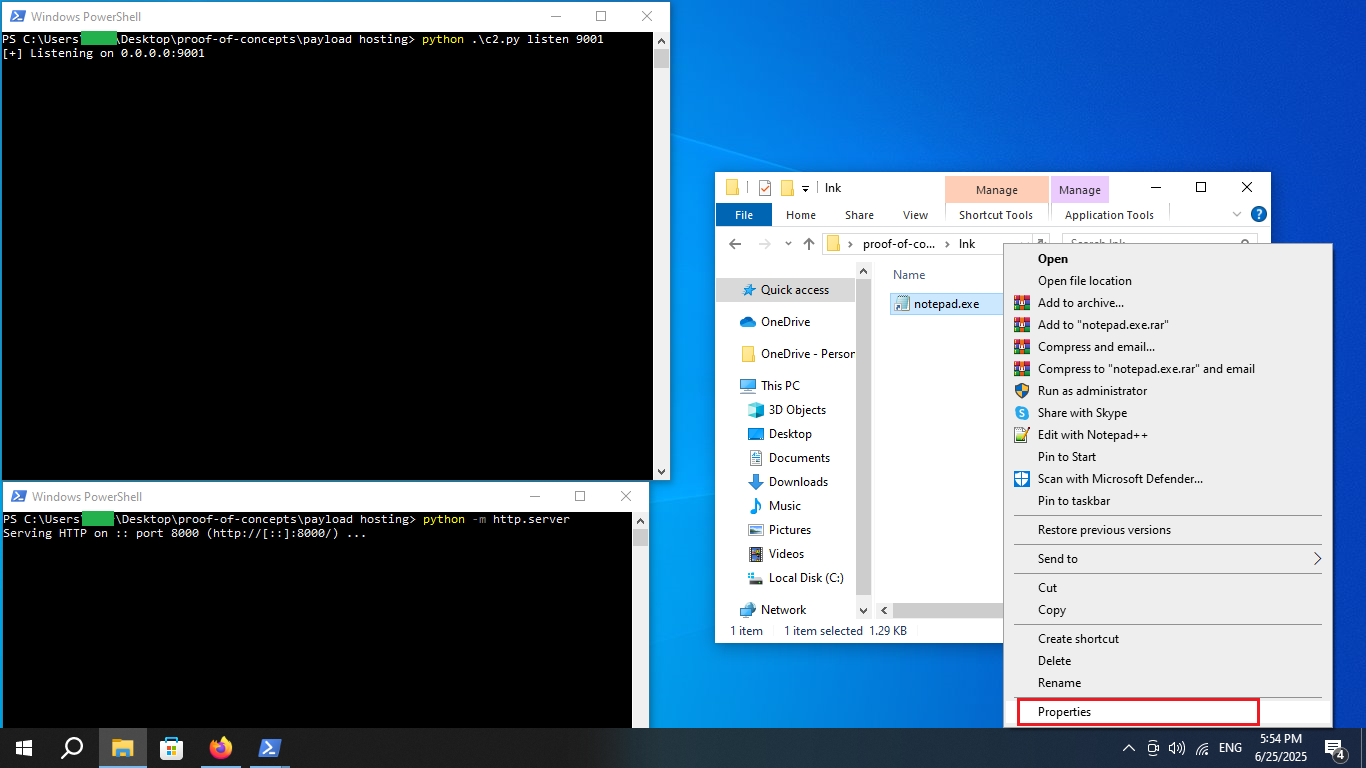 Windows PowerShell
PS C:\Users\ \Desktop\proof-of-concepts\payload hosting> python .\c2.py listen 9001
[+] Listening on 0.0.0.0:9001
Windows PowerShell
PS C:\Users\ \Desktop\proof-of-concepts\payload hosting> python -m http.server
Serving HTTP on :: port 8000 (http://[::]:8000/) ...
lnk
Manage
Manage
File
Home
Share
View
Shortcut Tools
Application Tools
proof-of-co...
lnk
Search lnk
Name
Quick access
OneDrive
OneDrive - Person
This PC
3D Objects
Desktop
Documents
Downloads
Music
Pictures
Videos
Local Disk (C:)
Network
notepad.exe
1 item
1 item selected 1.29 KB
Open
Open file location
Add to archive...
Add to "notepad.exe.rar"
Compress and email...
Compress to "notepad.exe.rar" and email
Run as administrator
Share with Skype
Edit with Notepad++
Pin to Start
Scan with Microsoft Defender...
Pin to taskbar
Restore previous versions
Send to
Cut
Copy
Create shortcut
Delete
Rename
Properties
ENG
5:54 PM
6/25/2025
4